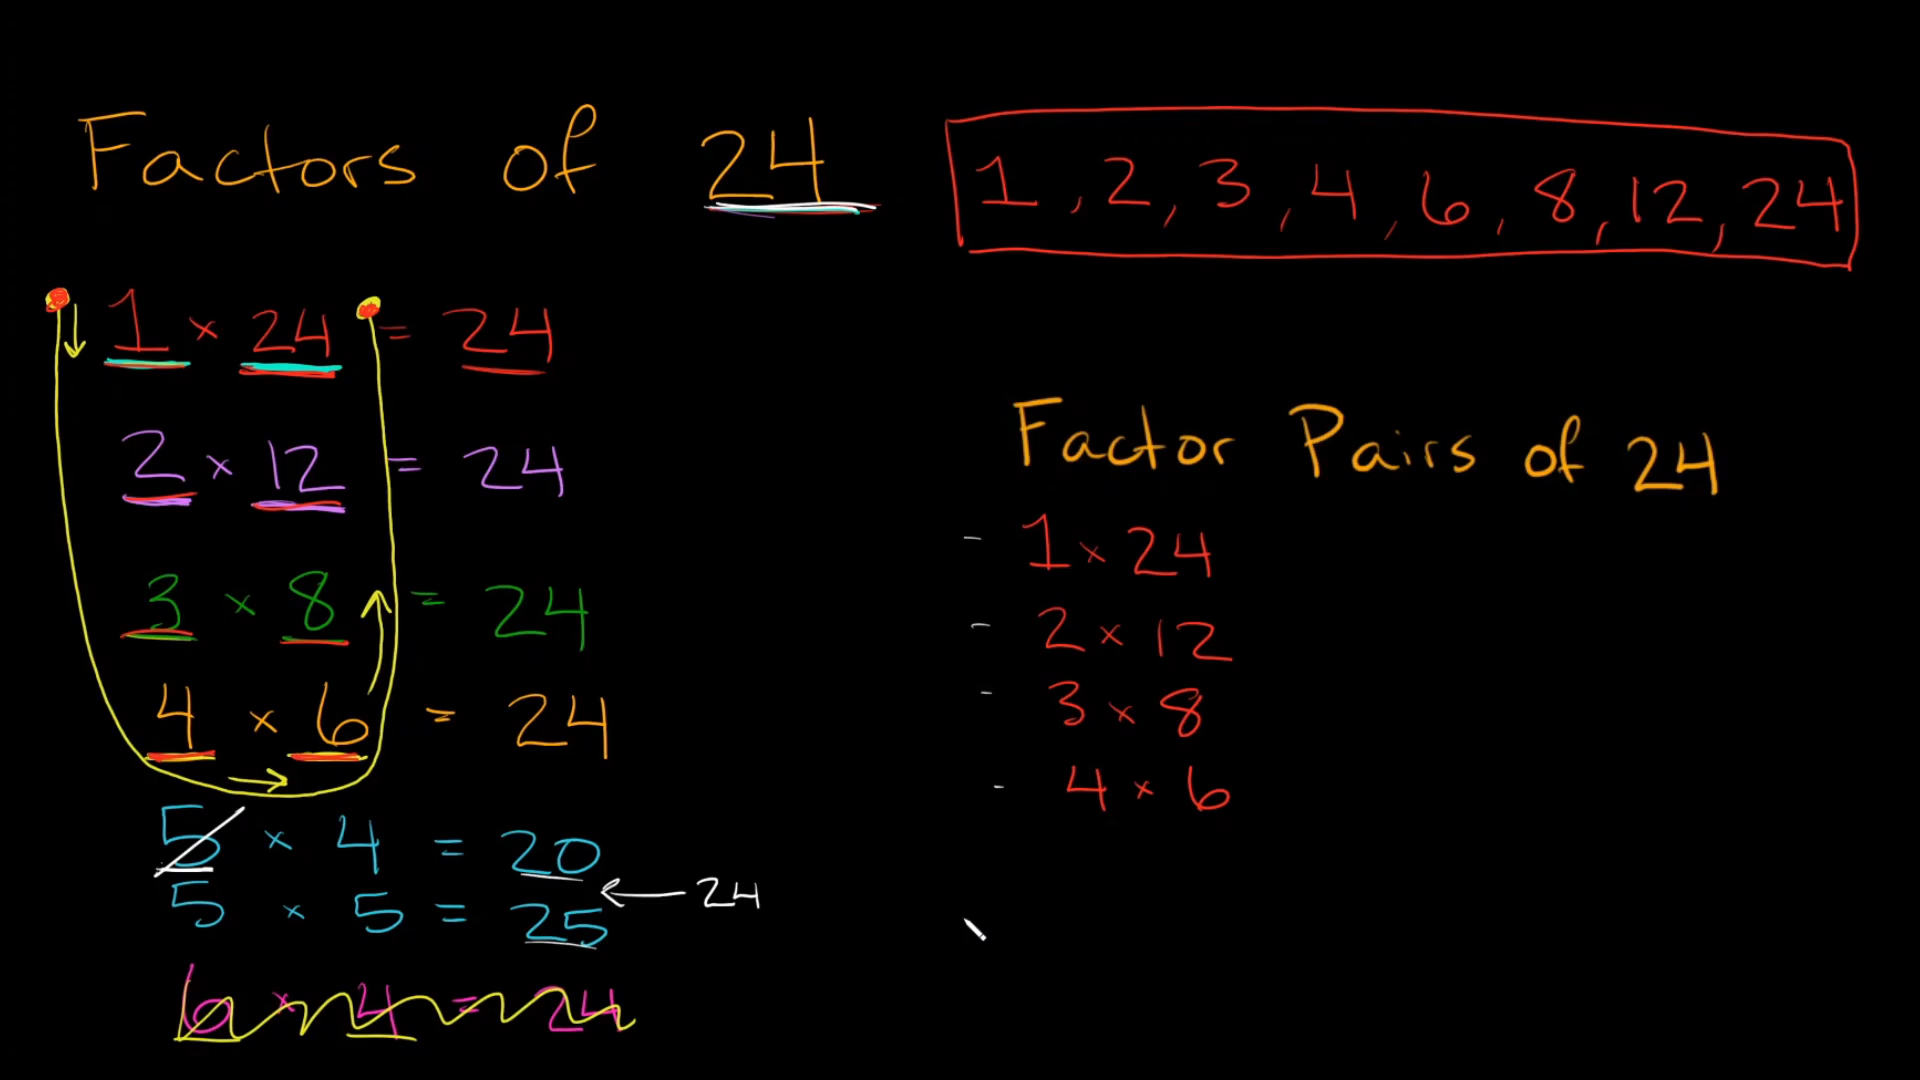 Factors of 24
1, 2, 3, 4, 6, 8, 12, 24
1 × 24 = 24
2 × 12 = 24
3 × 8 = 24
4 × 6 = 24
5 × 4 = 20
5 × 5 = 25
← 24
6 × 4 = 24
Factor Pairs of 24
- 1 × 24
- 2 × 12
- 3 × 8
- 4 × 6